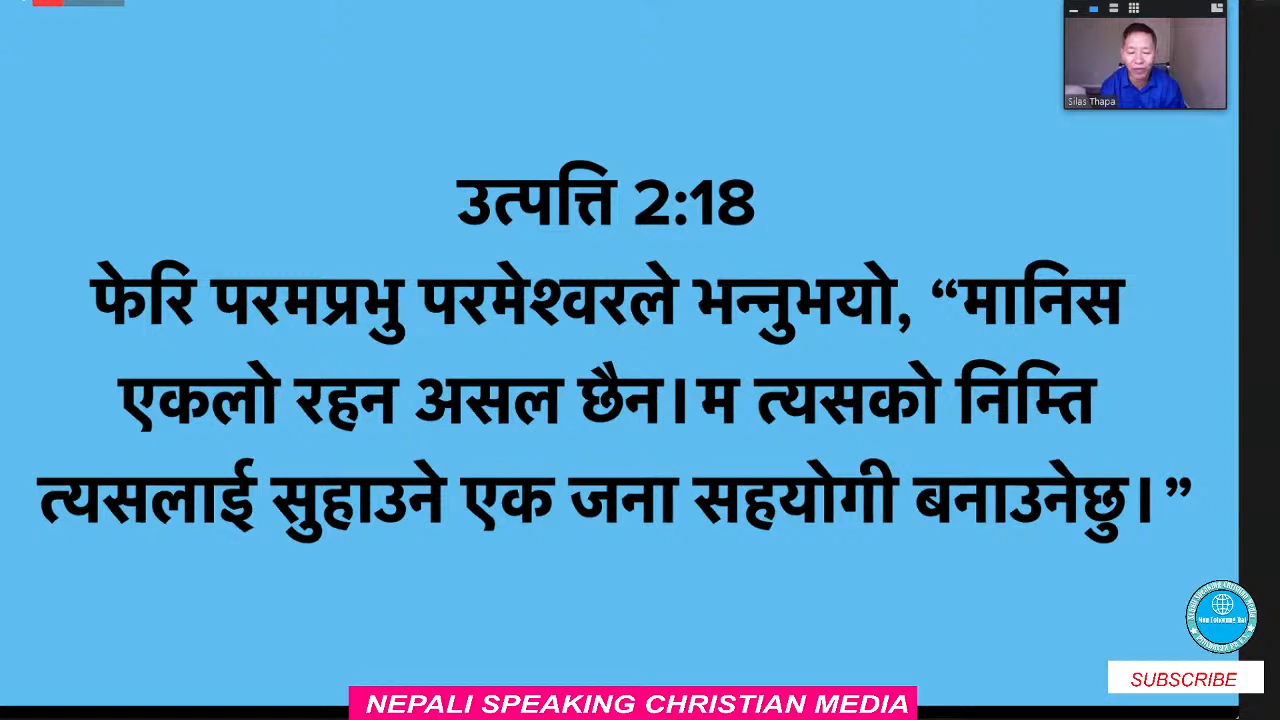 Silas Thapa
उत्पत्ति 2:18
फेरि परमप्रभु परमेश्वरले भन्नुभयो, “मानिस
एकलो रहन असल छैन। म त्यसको निम्ति
त्यसलाई सुहाउने एक जना सहयोगी बनाउनेछु।”
SUBSCRIBE
NEPALI SPEAKING CHRISTIAN MEDIA